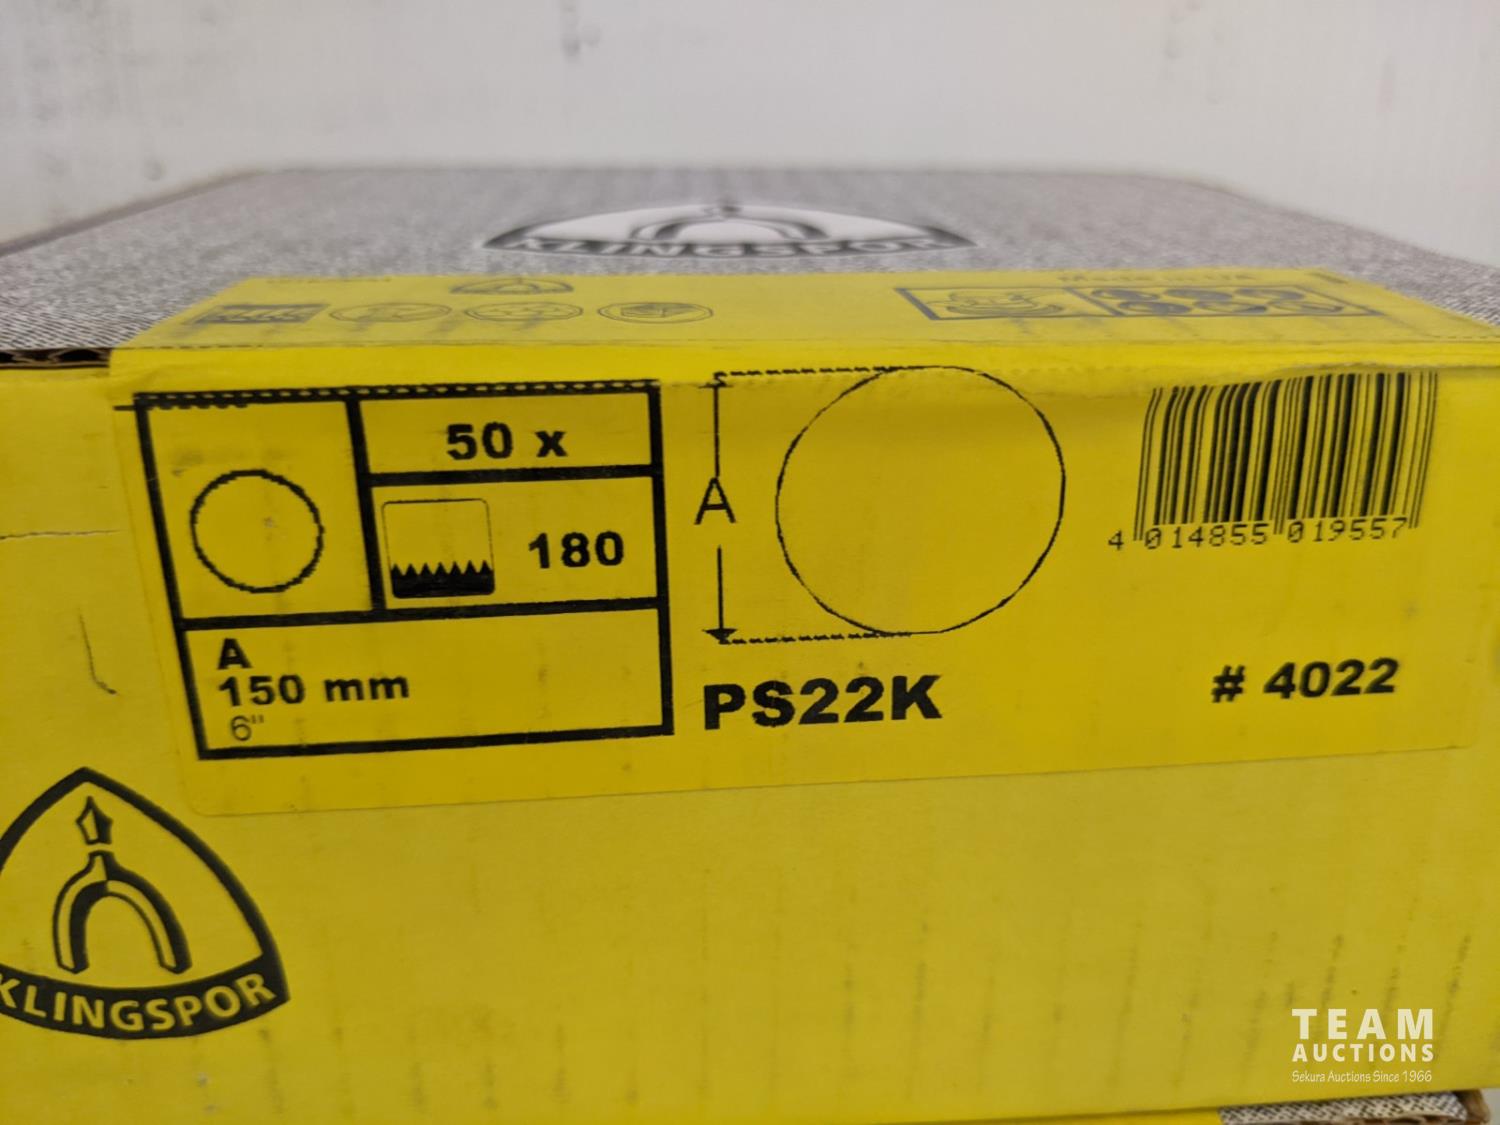 KLINGSPOR
50 x
180
A
150 mm
6"
A
PS22K
4 014855 019557
# 4022
KLINGSPOR
TEAM
AUCTIONS
Sekura Auctions Since 1966